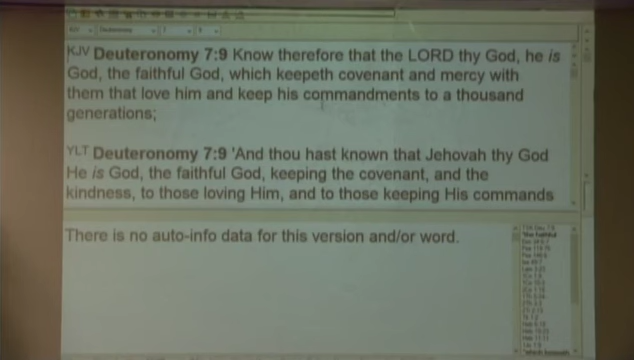 KJV Deuteronomy 7:9 Know therefore that the LORD thy God, he is
God, the faithful God, which keepeth covenant and mercy with
them that love him and keep his commandments to a thousand
generations;
YLT Deuteronomy 7:9 'And thou hast known that Jehovah thy God
He is God, the faithful God, keeping the covenant, and the
kindness, to those loving Him, and to those keeping His commands
There is no auto-info data for this version and/or word.